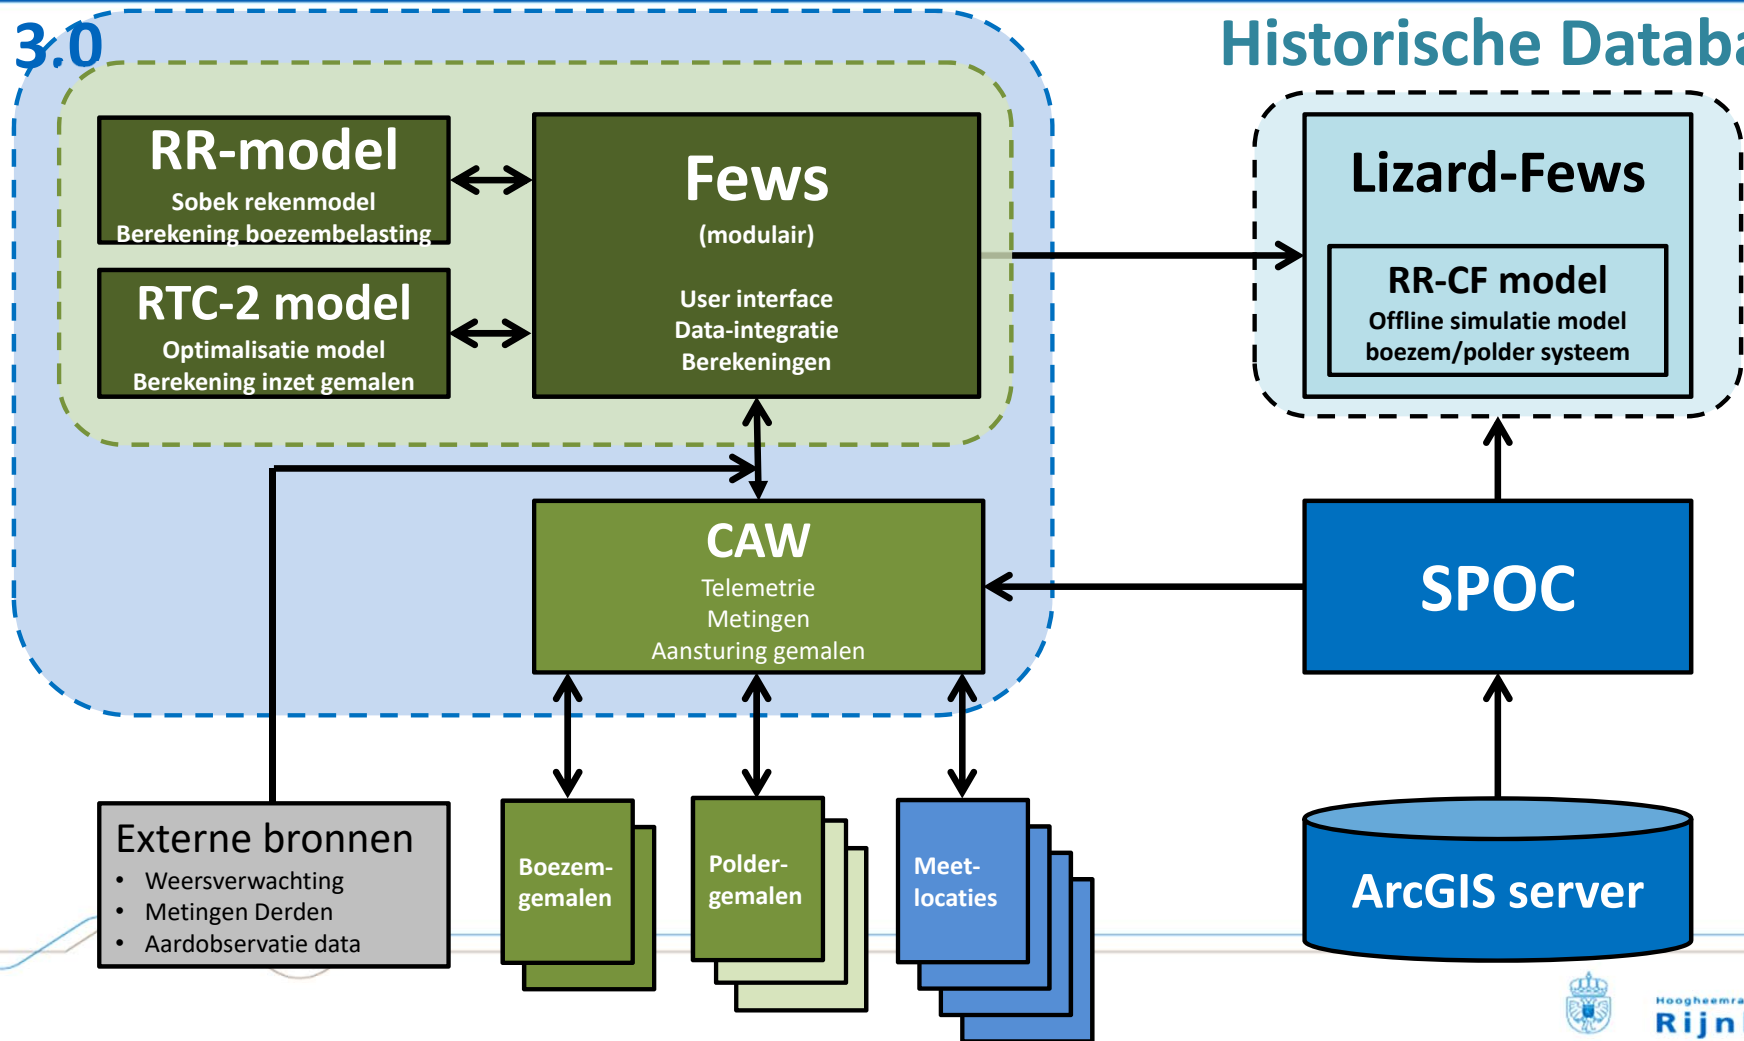 3.0
Historische Databa
RR-model
Sobek rekenmodel
Berekening boezembelasting
RTC-2 model
Optimalisatie model
Berekening inzet gemalen
Fews
(modulair)
User interface
Data-integratie
Berekeningen
Lizard-Fews
RR-CF model
Offline simulatie model
boezem/polder systeem
CAW
Telemetrie
Metingen
Aansturing gemalen
SPOC
Externe bronnen
• Weersverwachting
• Metingen Derden
• Aardobservatie data
Boezem-
gemalen
Polder-
gemalen
Meet-
locaties
ArcGIS server
Hoogheemra
Rijn